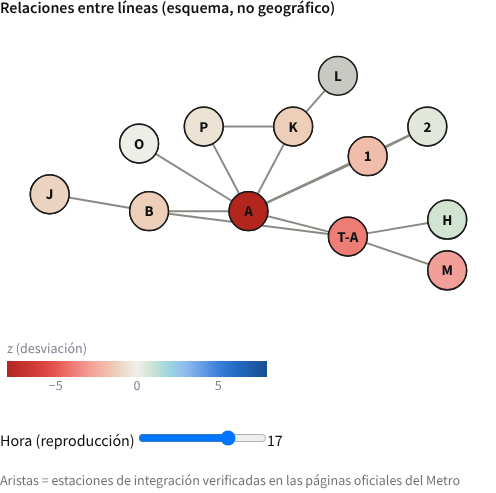 Relaciones entre líneas (esquema, no geográfico)
L
P
K
2
O
1
J
B
A
H
T-A
M
z (desviación)
−5
0
5
Hora (reproducción)
17
Aristas = estaciones de integración verificadas en las páginas oficiales del Metro